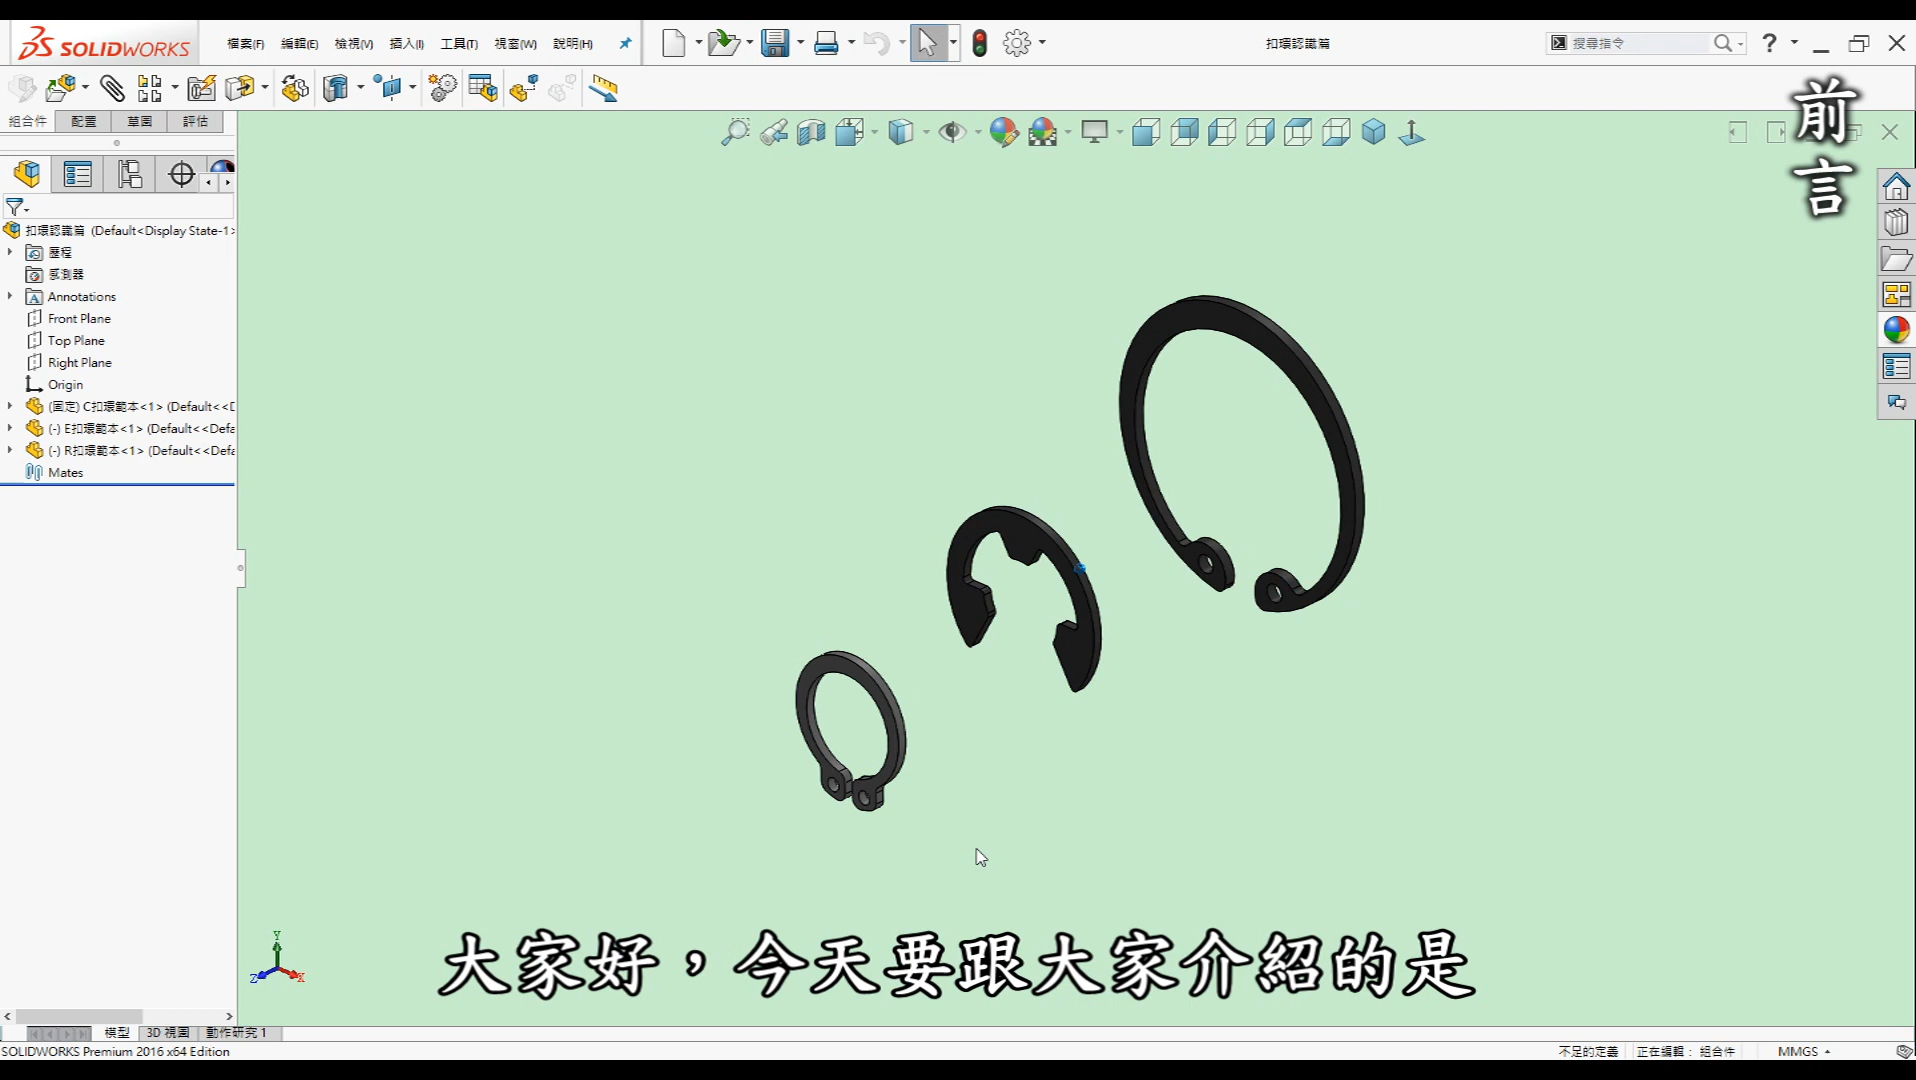 SOLIDWORKS
檔案(F) 編輯(E) 檢視(V) 插入(I) 工具(T) 視窗(W) 說明(H)
扣環認識篇
搜尋指令
?
前言
組合件 配置 草圖 評估
扣環認識篇 (Default<Display State-1>
歷程
感測器
A Annotations
Front Plane
Top Plane
Right Plane
Origin
(固定) C扣環範本<1> (Default<<D
(-) E扣環範本<1> (Default<<Defa
(-) R扣環範本<1> (Default<<Defa
Mates
Y
Z X
大家好，今天要跟大家介紹的是
模型 3D 視圖 動作研究 1
SOLIDWORKS Premium 2016 x64 Edition
不足的定義 正在編輯： 組合件 MMGS